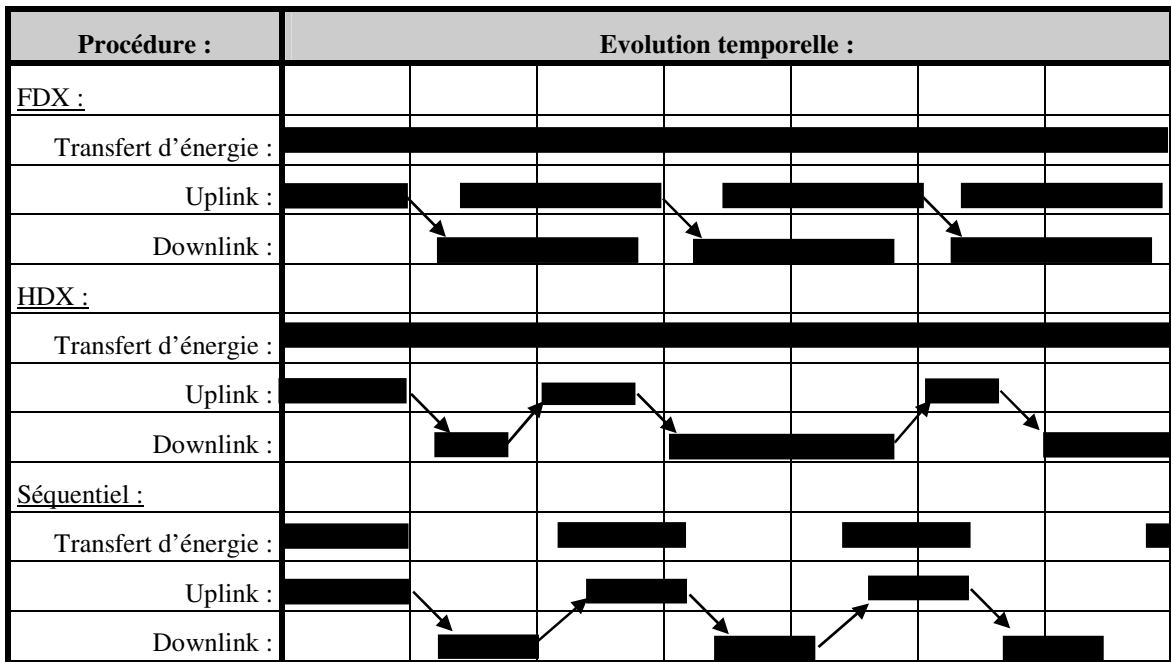 Procédure : Evolution temporelle :
FDX :
Transfert d’énergie :
Uplink :
Downlink :
HDX :
Transfert d’énergie :
Uplink :
Downlink :
Séquentiel :
Transfert d’énergie :
Uplink :
Downlink :